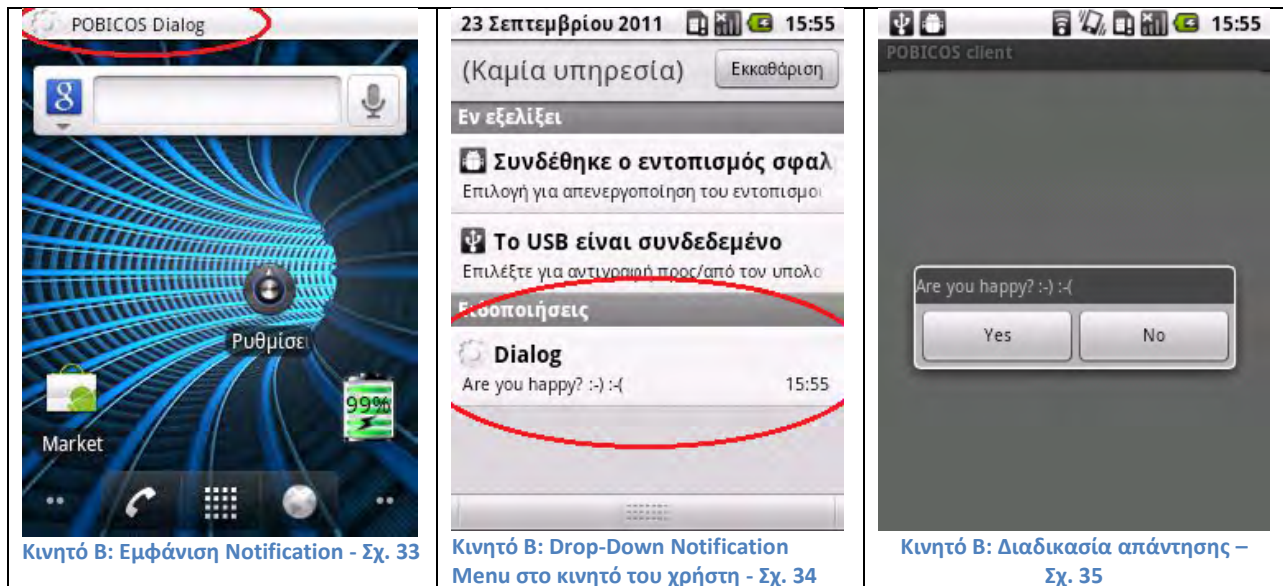 POBICOS Dialog
8
Ρυθμίσει
99%
Market
Κινητό Β: Εμφάνιση Notification - Σχ. 33
23 Σεπτεμβρίου 2011 15:55
(Καμία υπηρεσία) Εκκαθάριση
Εν εξελίξει
Συνδέθηκε ο εντοπισμός σφαλ
Επιλογή για απενεργοποίηση του εντοπισμο
Το USB είναι συνδεδεμένο
Επιλέξτε για αντιγραφή προς/από τον υπολο
Ειδοποιήσεις
Dialog
Are you happy? :-) :-( 15:55
Κινητό Β: Drop-Down Notification
Menu στο κινητό του χρήστη - Σχ. 34
15:55
POBICOS client
Are you happy? :-) :-(
Yes No
Κινητό Β: Διαδικασία απάντησης –
Σχ. 35